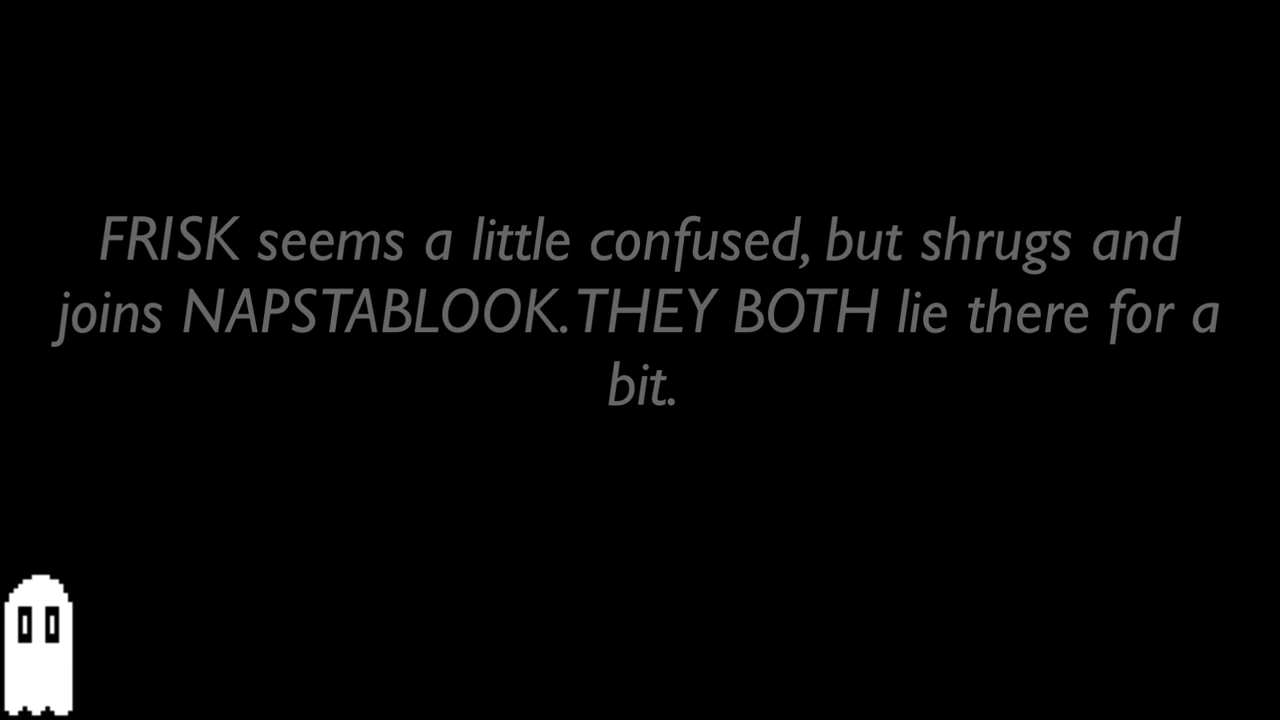 FRISK seems a little confused, but shrugs and
joins NAPSTABLOOK. THEY BOTH lie there for a
bit.